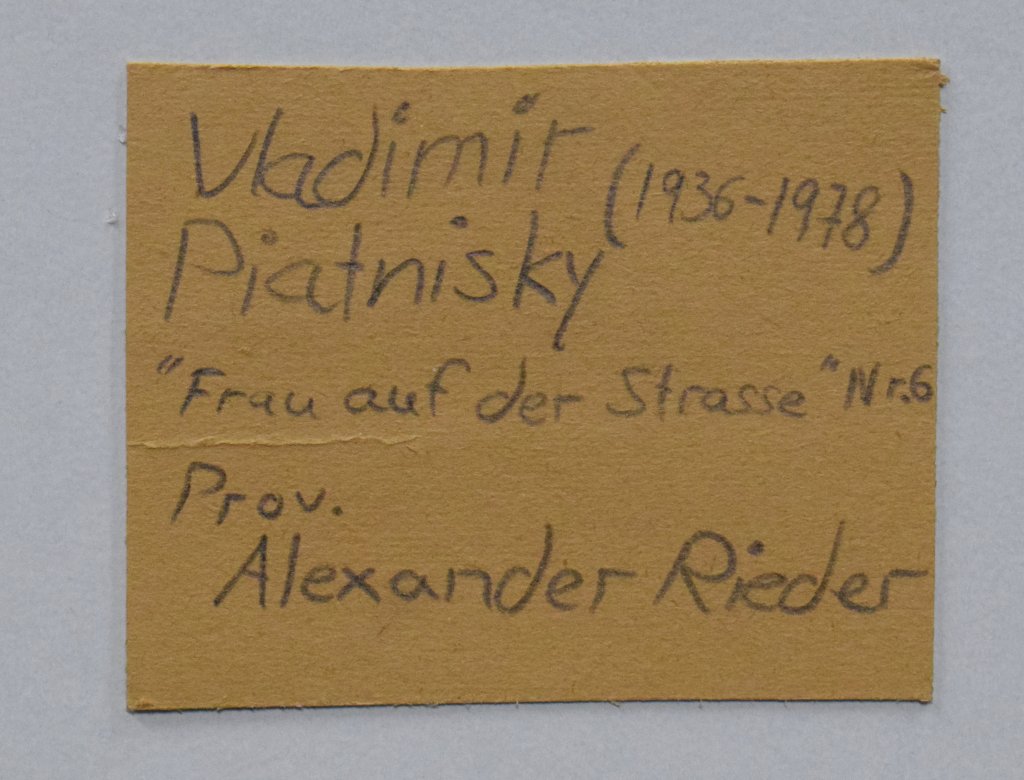 Vladimir
Piatnisky (1936-1978)
"Frau auf der Strasse" Nr.6
Prov.
Alexander Rieder